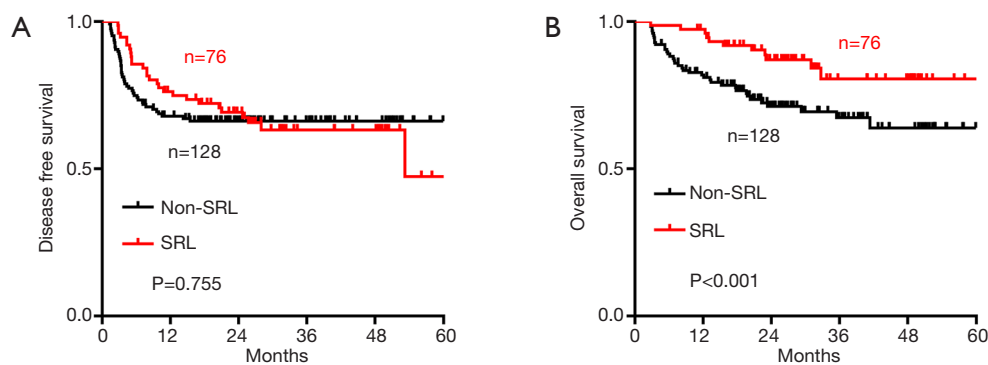 A
Disease free survival
1.0
0.5
0.0
n=76
n=128
Non-SRL
SRL
P=0.755
0 12 24 36 48 60
Months
B
Overall survival
1.0
0.5
0.0
n=76
n=128
Non-SRL
SRL
P<0.001
0 12 24 36 48 60
Months